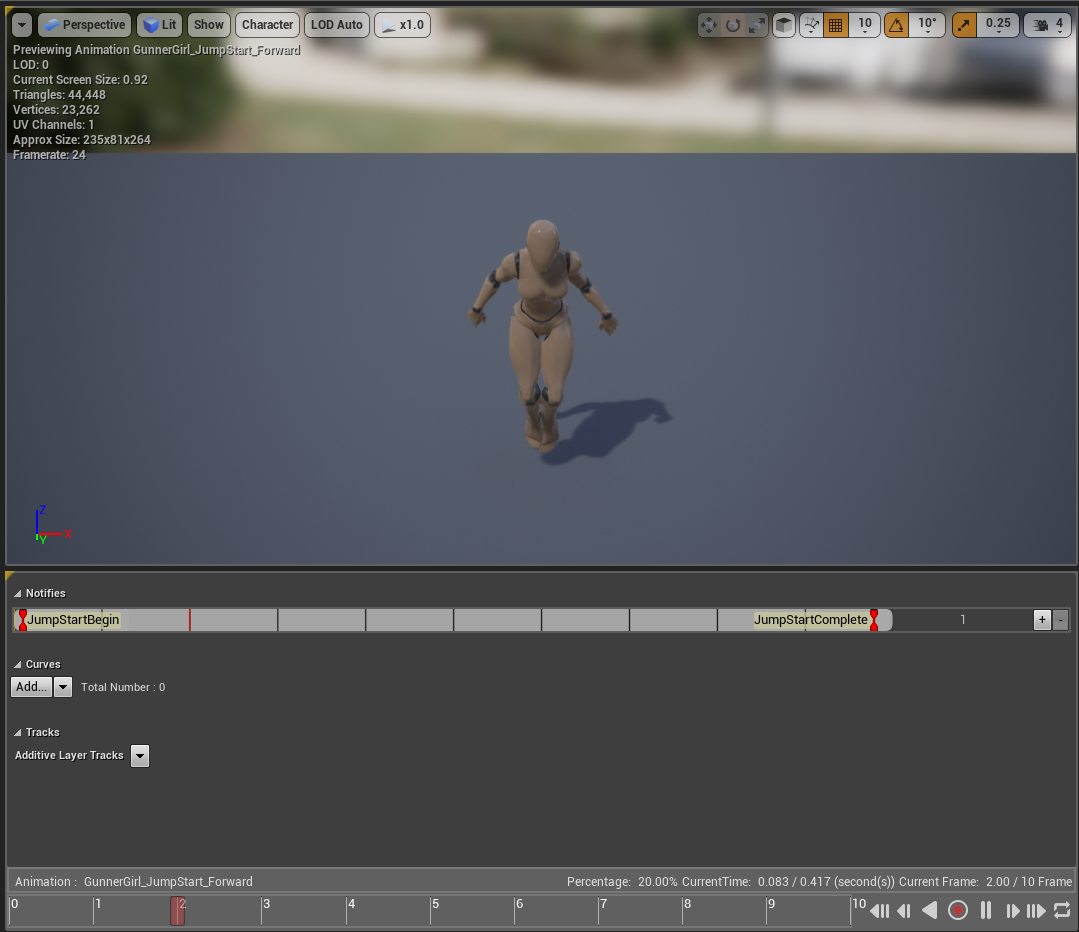 Perspective Lit Show Character LOD Auto x1.0 10 10° 0.25 4
Previewing Animation GunnerGirl_JumpStart_Forward
LOD: 0
Current Screen Size: 0.92
Triangles: 44,448
Vertices: 23,262
UV Channels: 1
Approx Size: 235x81x264
Framerate: 24
Z
X
Y
Notifies
JumpStartBegin JumpStartComplete 1 + -
Curves
Add... Total Number : 0
Tracks
Additive Layer Tracks
Animation : GunnerGirl_JumpStart_Forward Percentage: 20.00% CurrentTime: 0.083 / 0.417 (second(s)) Current Frame: 2.00 / 10 Frame
0 1 2 3 4 5 6 7 8 9 10